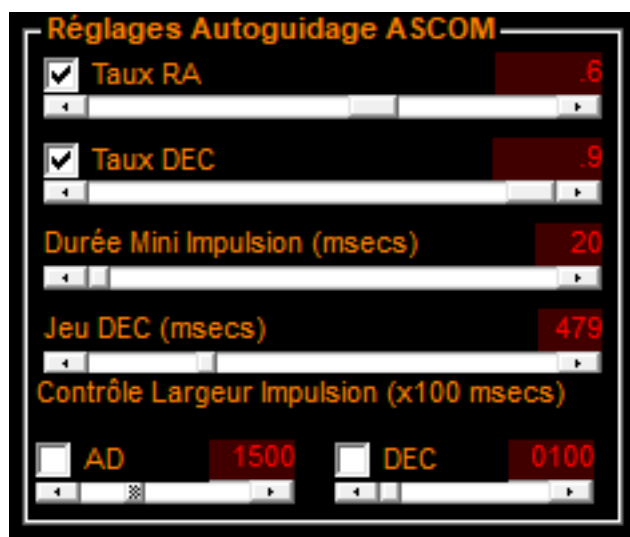 Réglages Autoguidage ASCOM
Taux RA .6
Taux DEC .9
Durée Mini Impulsion (msecs) 20
Jeu DEC (msecs) 479
Contrôle Largeur Impulsion (x100 msecs)
AD 1500 DEC 0100